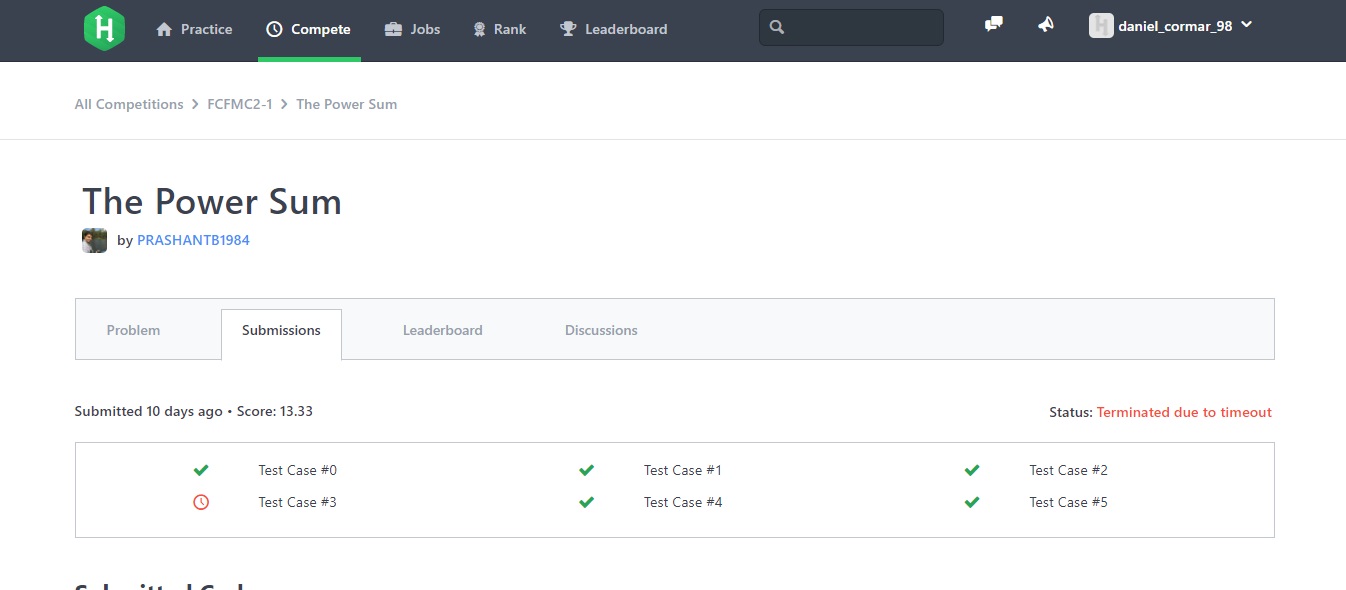 H Practice Compete Jobs Rank Leaderboard daniel_cormar_98
All Competitions > FCFMC2-1 > The Power Sum
The Power Sum
by PRASHANTB1984
Problem Submissions Leaderboard Discussions
Submitted 10 days ago • Score: 13.33 Status: Terminated due to timeout
Test Case #0 Test Case #1 Test Case #2
Test Case #3 Test Case #4 Test Case #5